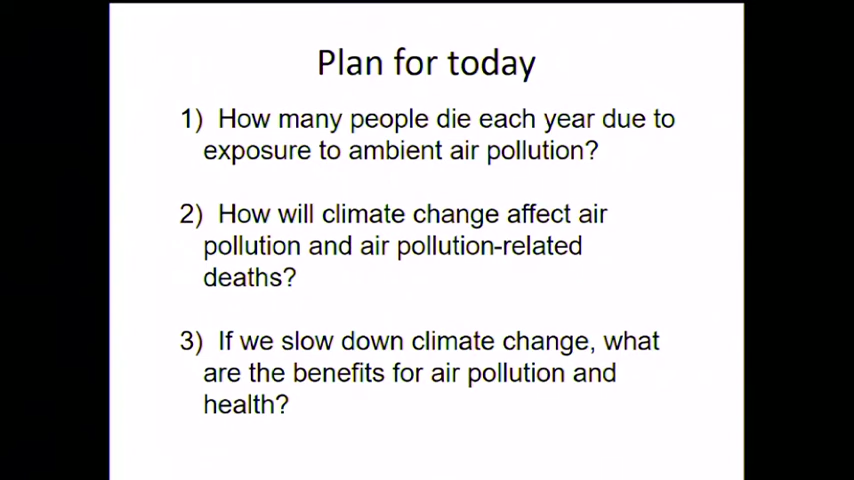 Plan for today
1) How many people die each year due to
exposure to ambient air pollution?
2) How will climate change affect air
pollution and air pollution-related
deaths?
3) If we slow down climate change, what
are the benefits for air pollution and
health?